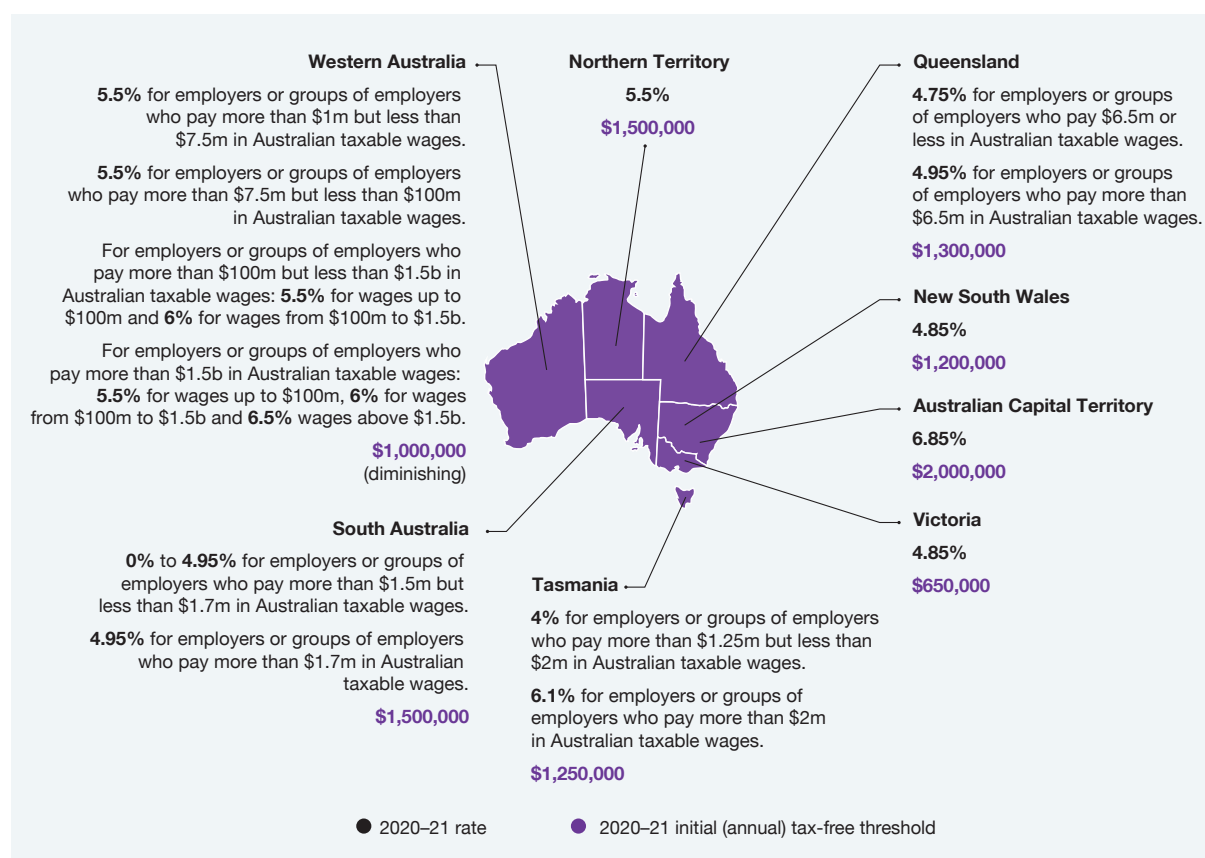 Western Australia
5.5% for employers or groups of employers
who pay more than $1m but less than
$7.5m in Australian taxable wages.
5.5% for employers or groups of employers
who pay more than $7.5m but less than $100m
in Australian taxable wages.
For employers or groups of employers who
pay more than $100m but less than $1.5b in
Australian taxable wages: 5.5% for wages up to
$100m and 6% for wages from $100m to $1.5b.
For employers or groups of employers who
pay more than $1.5b in Australian taxable wages:
5.5% for wages up to $100m, 6% for wages
from $100m to $1.5b and 6.5% wages above $1.5b.
$1,000,000
(diminishing)
South Australia
0% to 4.95% for employers or groups of
employers who pay more than $1.5m but
less than $1.7m in Australian taxable wages.
4.95% for employers or groups of employers
who pay more than $1.7m in Australian
taxable wages.
$1,500,000
Northern Territory
5.5%
$1,500,000
Tasmania
4% for employers or groups of employers
who pay more than $1.25m but less than
$2m in Australian taxable wages.
6.1% for employers or groups of
employers who pay more than $2m
in Australian taxable wages.
$1,250,000
Queensland
4.75% for employers or groups
of employers who pay $6.5m or
less in Australian taxable wages.
4.95% for employers or groups
of employers who pay more than
$6.5m in Australian taxable wages.
$1,300,000
New South Wales
4.85%
$1,200,000
Australian Capital Territory
6.85%
$2,000,000
Victoria
4.85%
$650,000
2020–21 rate
2020–21 initial (annual) tax-free threshold